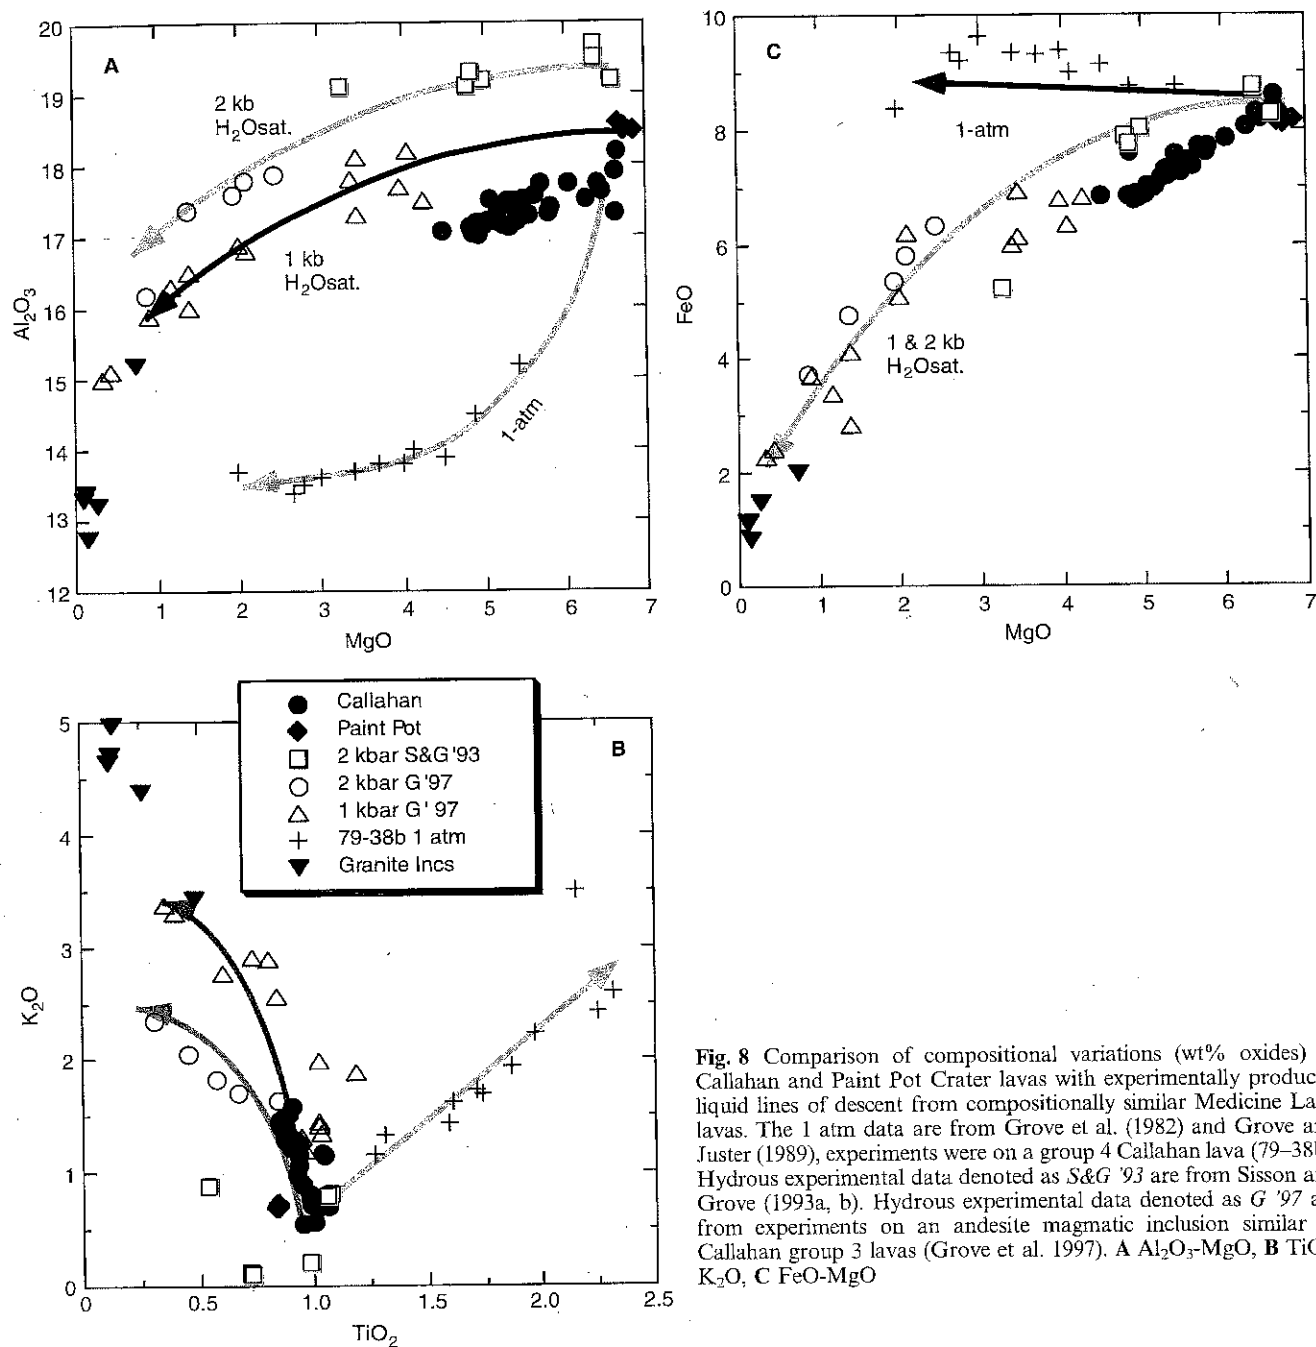 A
20
19
18
17
16
15
14
13
12
Al2O3
0 1 2 3 4 5 6 7
MgO
2 kb
H2Osat.
1 kb
H2Osat.
1-atm
C
10
8
6
4
2
0
FeO
0 1 2 3 4 5 6 7
MgO
1-atm
1 & 2 kb
H2Osat.
Callahan
Paint Pot
2 kbar S&G'93
2 kbar G'97
1 kbar G' 97
79-38b 1 atm
Granite Incs
B
5
4
3
2
1
0
K2O
0 0.5 1.0 1.5 2.0 2.5
TiO2
Fig. 8 Comparison of compositional variations (wt% oxides)
Callahan and Paint Pot Crater lavas with experimentally produc
liquid lines of descent from compositionally similar Medicine La
lavas. The 1 atm data are from Grove et al. (1982) and Grove a
Juster (1989), experiments were on a group 4 Callahan lava (79–38
Hydrous experimental data denoted as S&G '93 are from Sisson a
Grove (1993a, b). Hydrous experimental data denoted as G '97 a
from experiments on an andesite magmatic inclusion similar
Callahan group 3 lavas (Grove et al. 1997). A Al2O3-MgO, B TiO
K2O, C FeO-MgO